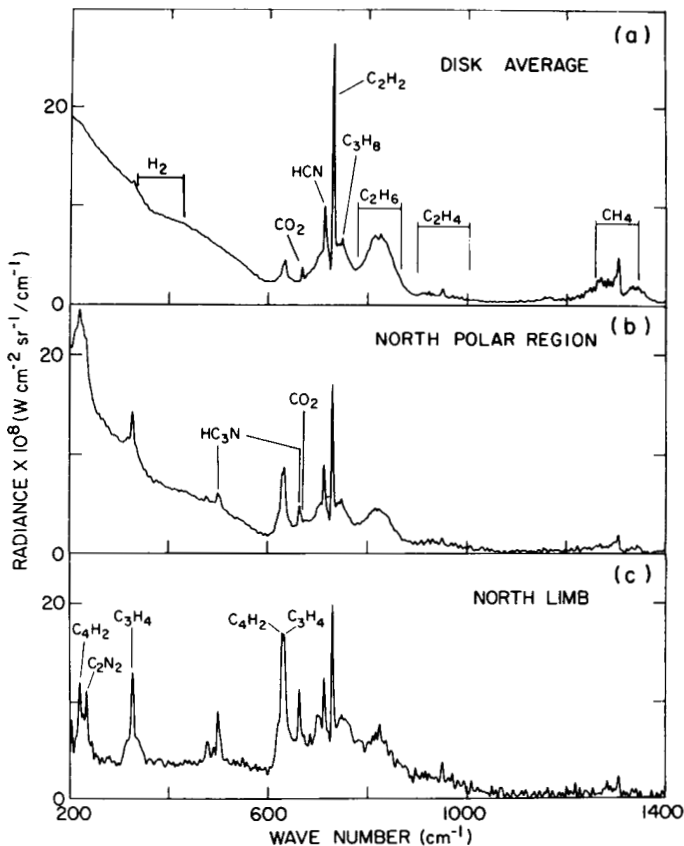 (a)
DISK AVERAGE
C₂H₂
20
C₃H₈
H₂
HCN
C₂H₆
C₂H₄
CH₄
CO₂
0
(b)
NORTH POLAR REGION
20
CO₂
HC₃N
0
(c)
NORTH LIMB
20
C₃H₄
C₄H₂
C₂N₂
C₄H₂
C₃H₄
0
200
600
1000
1400
WAVE NUMBER (cm⁻¹)
RADIANCE X 10⁸ (W cm⁻² sr⁻¹/cm⁻¹)